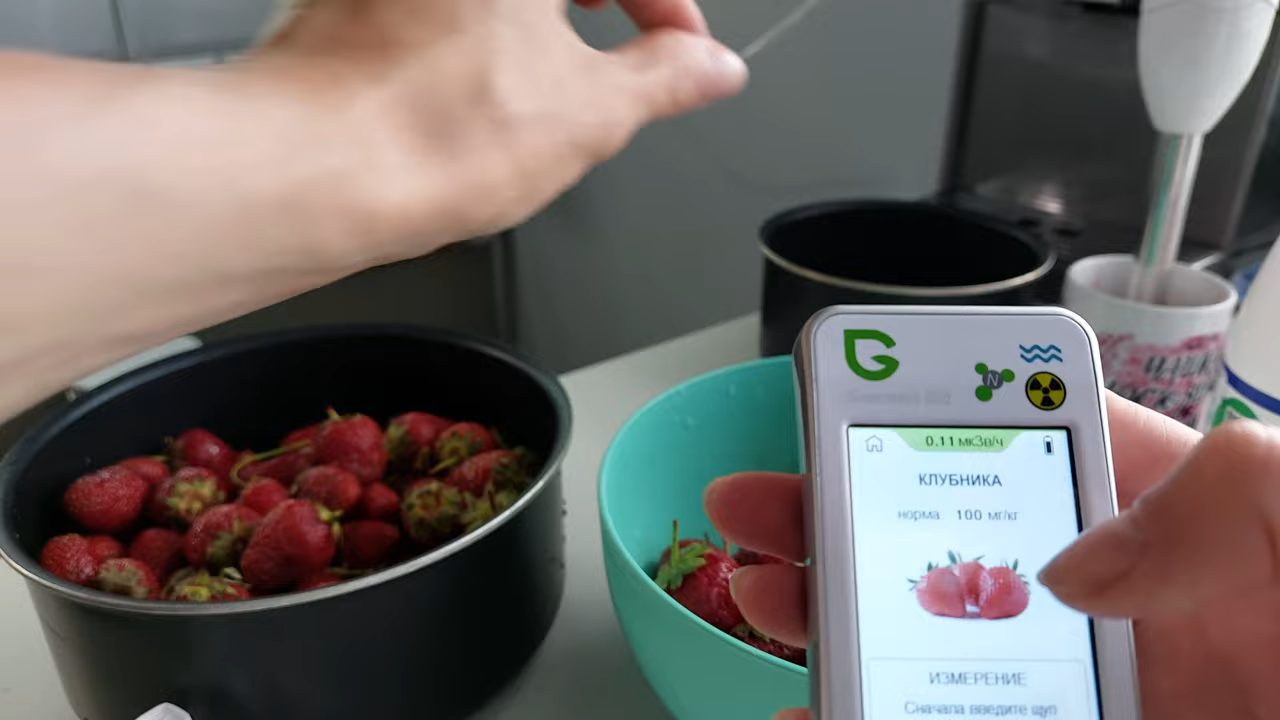 N
0.11 мкЗв/ч
КЛУБНИКА
норма 100 мг/кг
ИЗМЕРЕНИЕ
Сначала введите щуп